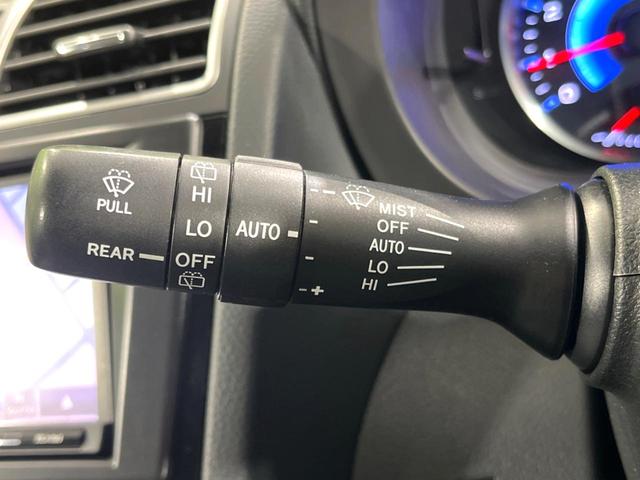 PULL
REAR
HI
LO
OFF
AUTO
- -
-
-
- +
MIST
OFF
AUTO
LO
HI